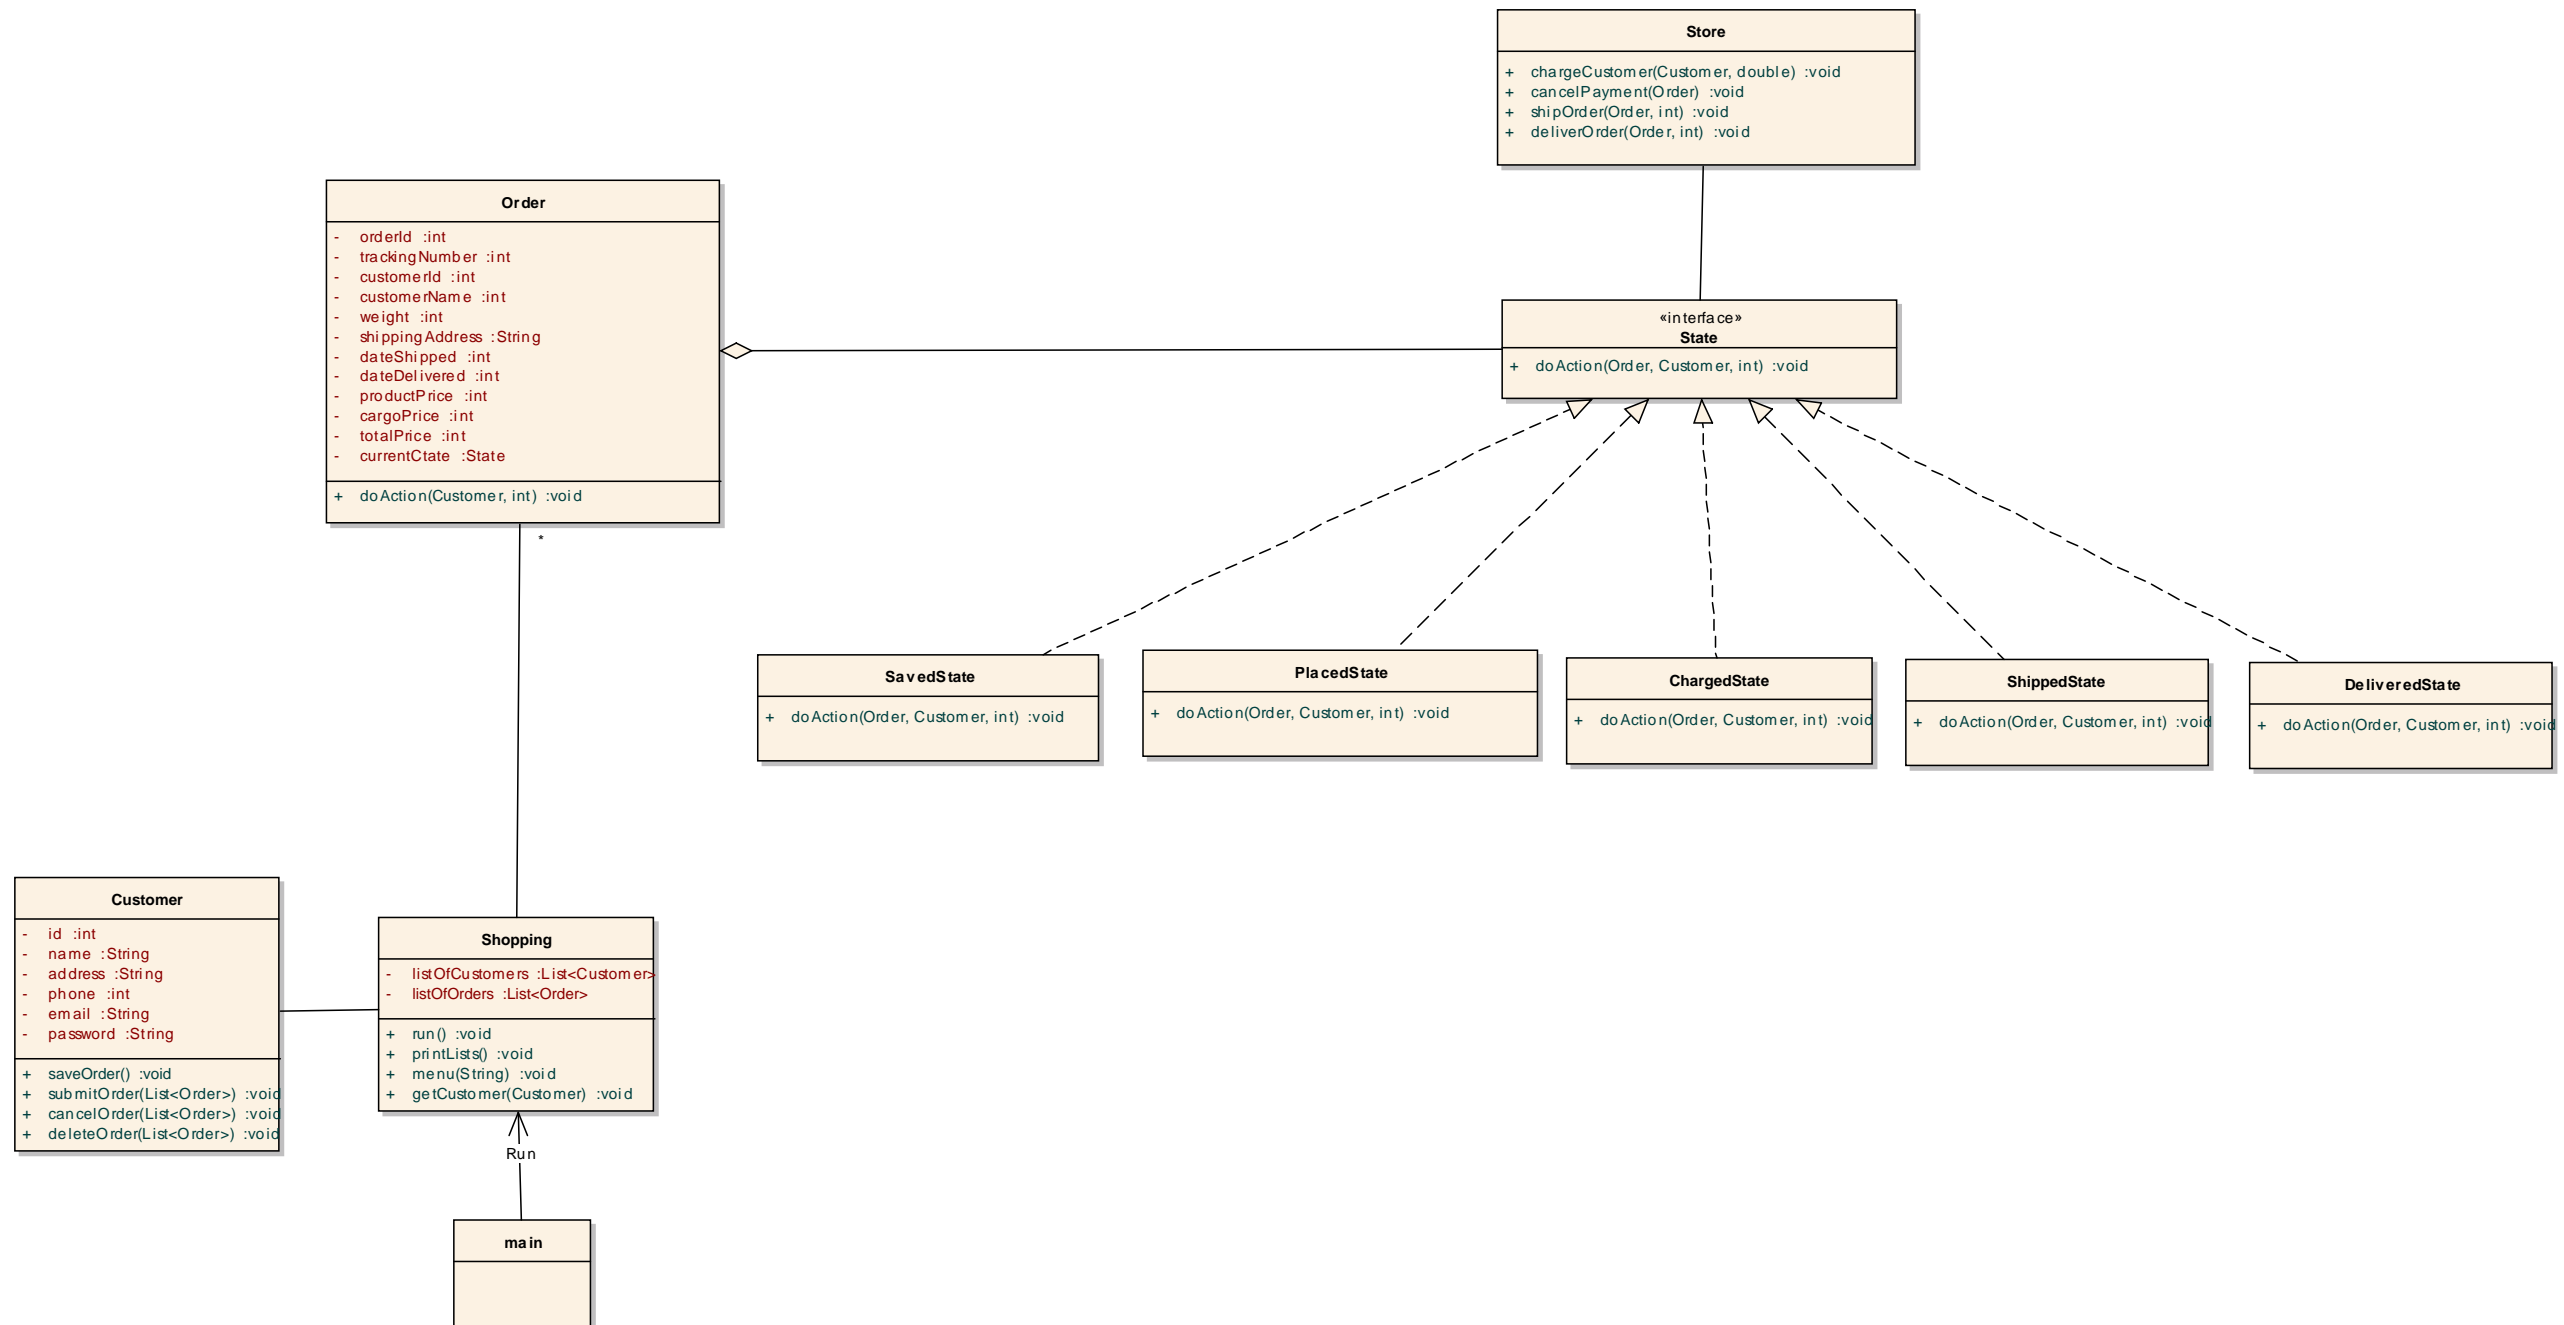 Store
+ chargeCustomer(Customer, double) :void
+ cancelPayment(Order) :void
+ shipOrder(Order, int) :void
+ deliverOrder(Order, int) :void
Order
- orderId :int
- trackingNumber :int
- customerId :int
- customerName :int
- weight :int
- shippingAddress :String
- dateShipped :int
- dateDelivered :int
- productPrice :int
- cargoPrice :int
- totalPrice :int
- currentCtate :State
+ doAction(Customer, int) :void
*
«interface»
State
+ doAction(Order, Customer, int) :void
SavedState
+ doAction(Order, Customer, int) :void
PlacedState
+ doAction(Order, Customer, int) :void
ChargedState
+ doAction(Order, Customer, int) :void
ShippedState
+ doAction(Order, Customer, int) :void
DeliveredState
+ doAction(Order, Customer, int) :void
Customer
- id :int
- name :String
- address :String
- phone :int
- email :String
- password :String
+ saveOrder() :void
+ submitOrder(List<Order>) :void
+ cancelOrder(List<Order>) :void
+ deleteOrder(List<Order>) :void
Shopping
- listOfCustomers :List<Customer>
- listOfOrders :List<Order>
+ run() :void
+ printLists() :void
+ menu(String) :void
+ getCustomer(Customer) :void
Run
main